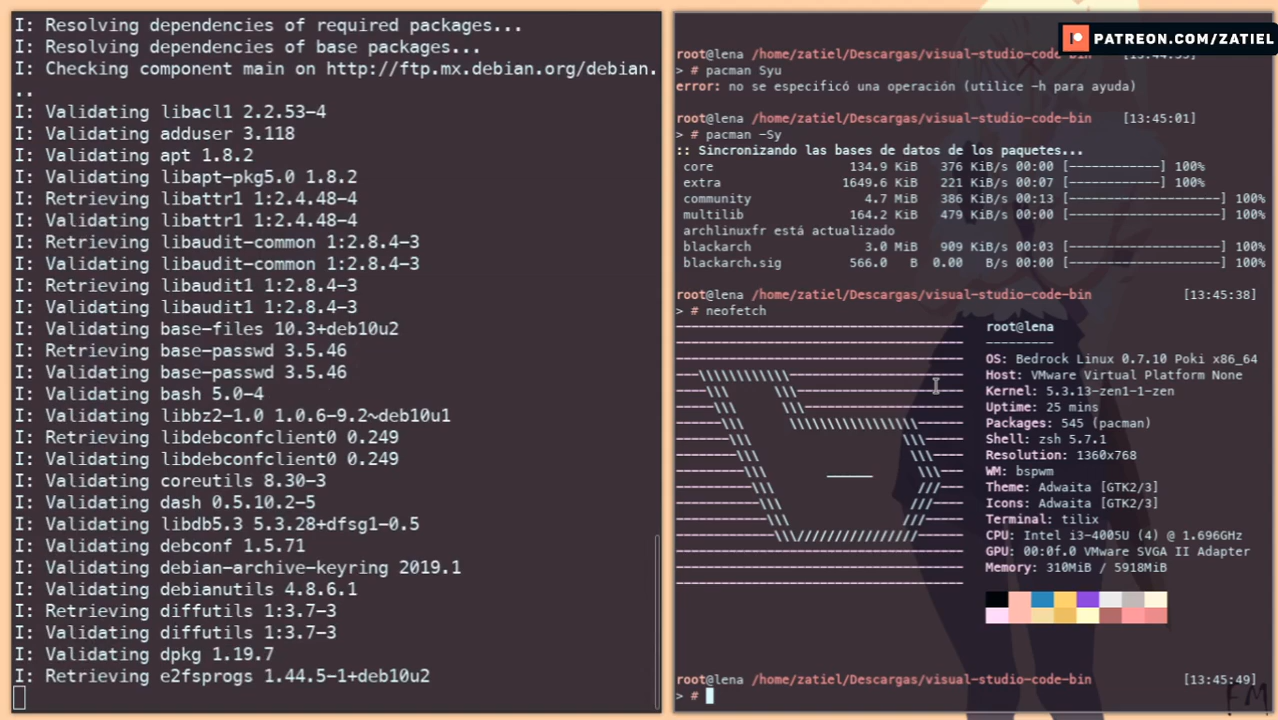 I: Resolving dependencies of required packages...
I: Resolving dependencies of base packages...
I: Checking component main on http://ftp.mx.debian.org/debian.
..
I: Validating libacl1 2.2.53-4
I: Validating adduser 3.118
I: Validating apt 1.8.2
I: Validating libapt-pkg5.0 1.8.2
I: Retrieving libattr1 1:2.4.48-4
I: Validating libattr1 1:2.4.48-4
I: Retrieving libaudit-common 1:2.8.4-3
I: Validating libaudit-common 1:2.8.4-3
I: Retrieving libaudit1 1:2.8.4-3
I: Validating libaudit1 1:2.8.4-3
I: Validating base-files 10.3+deb10u2
I: Retrieving base-passwd 3.5.46
I: Validating base-passwd 3.5.46
I: Validating bash 5.0-4
I: Validating libbz2-1.0 1.0.6-9.2~deb10u1
I: Retrieving libdebconfclient0 0.249
I: Validating libdebconfclient0 0.249
I: Validating coreutils 8.30-3
I: Validating dash 0.5.10.2-5
I: Validating libdb5.3 5.3.28+dfsg1-0.5
I: Validating debconf 1.5.71
I: Validating debian-archive-keyring 2019.1
I: Validating debianutils 4.8.6.1
I: Retrieving diffutils 1:3.7-3
I: Validating diffutils 1:3.7-3
I: Validating dpkg 1.19.7
I: Retrieving e2fsprogs 1.44.5-1+deb10u2
PATREON.COM/ZATIEL
root@lena /home/zatiel/Descargas/visual-studio-code-bin
> # pacman Syu
error: no se especificó una operación (utilice -h para ayuda)
root@lena /home/zatiel/Descargas/visual-studio-code-bin [13:45:01]
> # pacman -Sy
:: Sincronizando las bases de datos de los paquetes...
core 134.9 KiB 376 KiB/s 00:00 [------------] 100%
extra 1649.6 KiB 221 KiB/s 00:07 [------------] 100%
community 4.7 MiB 386 KiB/s 00:13 [--------------------] 100%
multilib 164.2 KiB 479 KiB/s 00:00 [--------------------] 100%
archlinuxfr está actualizado
blackarch 3.0 MiB 909 KiB/s 00:03 [--------------------] 100%
blackarch.sig 566.0 B 0.00 B/s 00:00 [--------------------] 100%
root@lena /home/zatiel/Descargas/visual-studio-code-bin [13:45:38]
> # neofetch
root@lena
---------
OS: Bedrock Linux 0.7.10 Poki x86_64
Host: VMware Virtual Platform None
Kernel: 5.3.13-zen1-1-zen
Uptime: 25 mins
Packages: 545 (pacman)
Shell: zsh 5.7.1
Resolution: 1360x768
WM: bspwm
Theme: Adwaita [GTK2/3]
Icons: Adwaita [GTK2/3]
Terminal: tilix
CPU: Intel i3-4005U (4) @ 1.696GHz
GPU: 00:0f.0 VMware SVGA II Adapter
Memory: 310MiB / 5918MiB
root@lena /home/zatiel/Descargas/visual-studio-code-bin [13:45:49]
> #